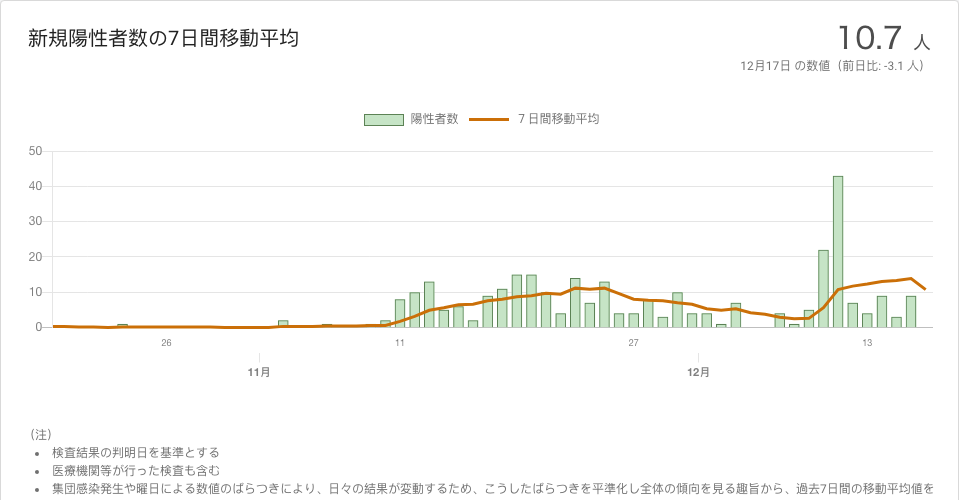 新規陽性者数の7日間移動平均
10.7 人
12月17日 の数値（前日比: -3.1 人）
陽性者数 7 日間移動平均
50
40
30
20
10
0
26 11 27 13
11月 12月
（注）
• 検査結果の判明日を基準とする
• 医療機関等が行った検査も含む
• 集団感染発生や曜日による数値のばらつきにより、日々の結果が変動するため、こうしたばらつきを平準化し全体の傾向を見る趣旨から、過去7日間の移動平均値を